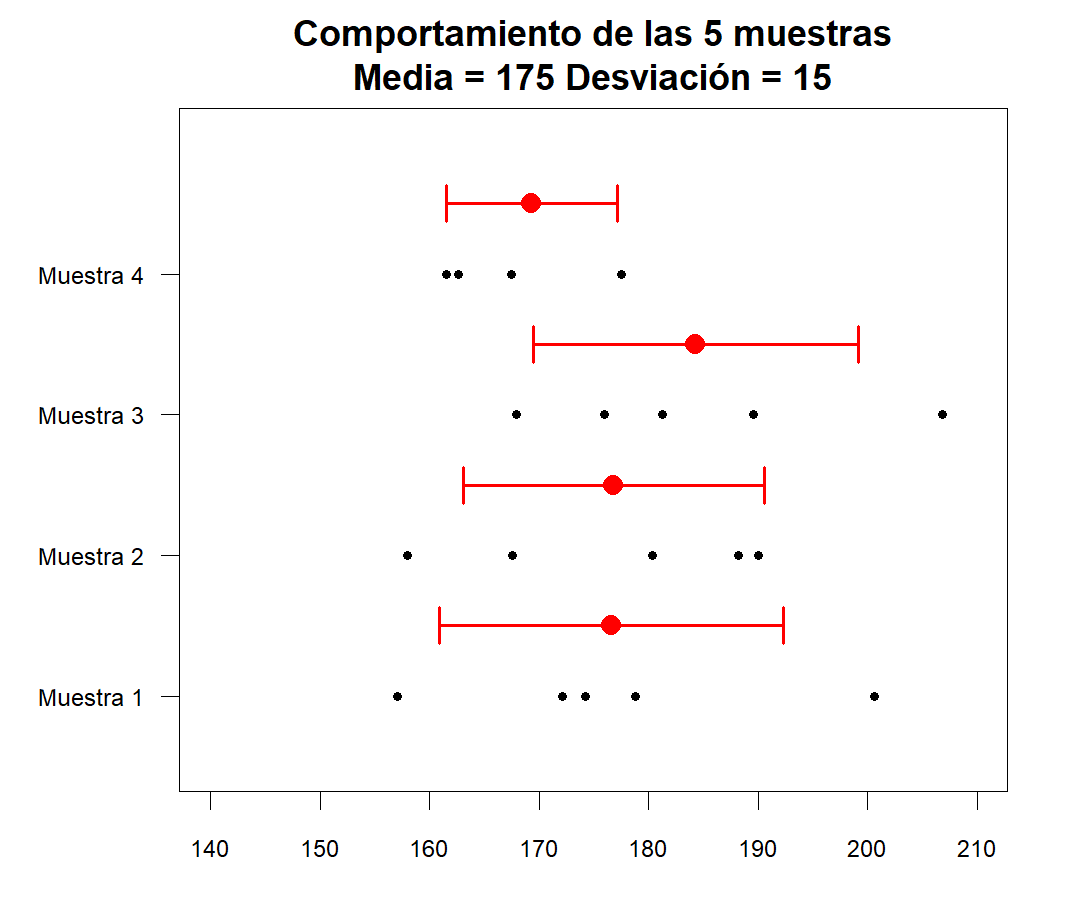 Comportamiento de las 5 muestras
Media = 175 Desviación = 15
Muestra 4
Muestra 3
Muestra 2
Muestra 1
140 150 160 170 180 190 200 210